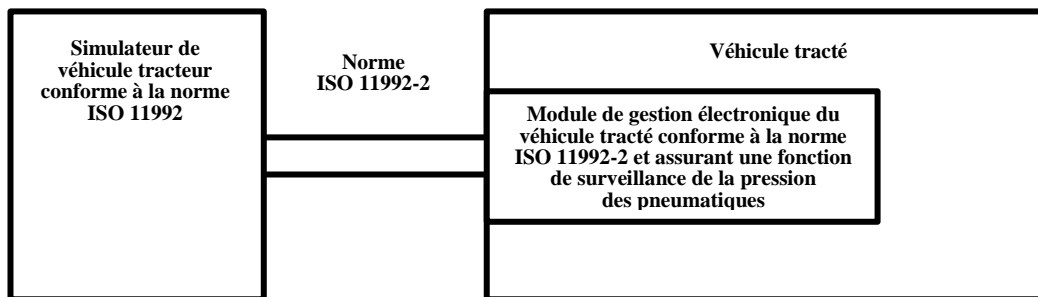 Simulateur de
véhicule tracteur
conforme à la norme
ISO 11992
Norme
ISO 11992-2
Véhicule tracté
Module de gestion électronique du
véhicule tracté conforme à la norme
ISO 11992-2 et assurant une fonction
de surveillance de la pression
des pneumatiques